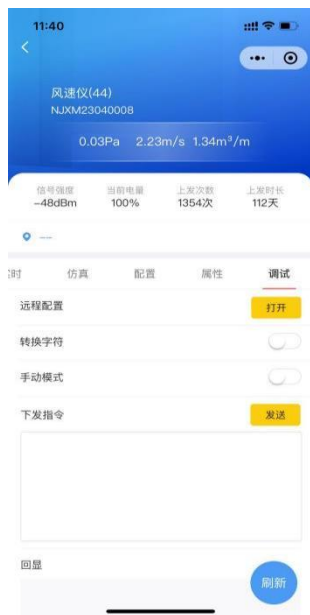 11:40
风速仪(44)
NJXM23040008
0.03Pa 2.23m/s 1.34m³/m
信号强度 当前电量 上发次数 上发时长
-48dBm 100% 1354次 112天
--
时 仿真 配置 属性 调试
远程配置 打开
转换字符
手动模式
下发指令 发送
回显
刷新